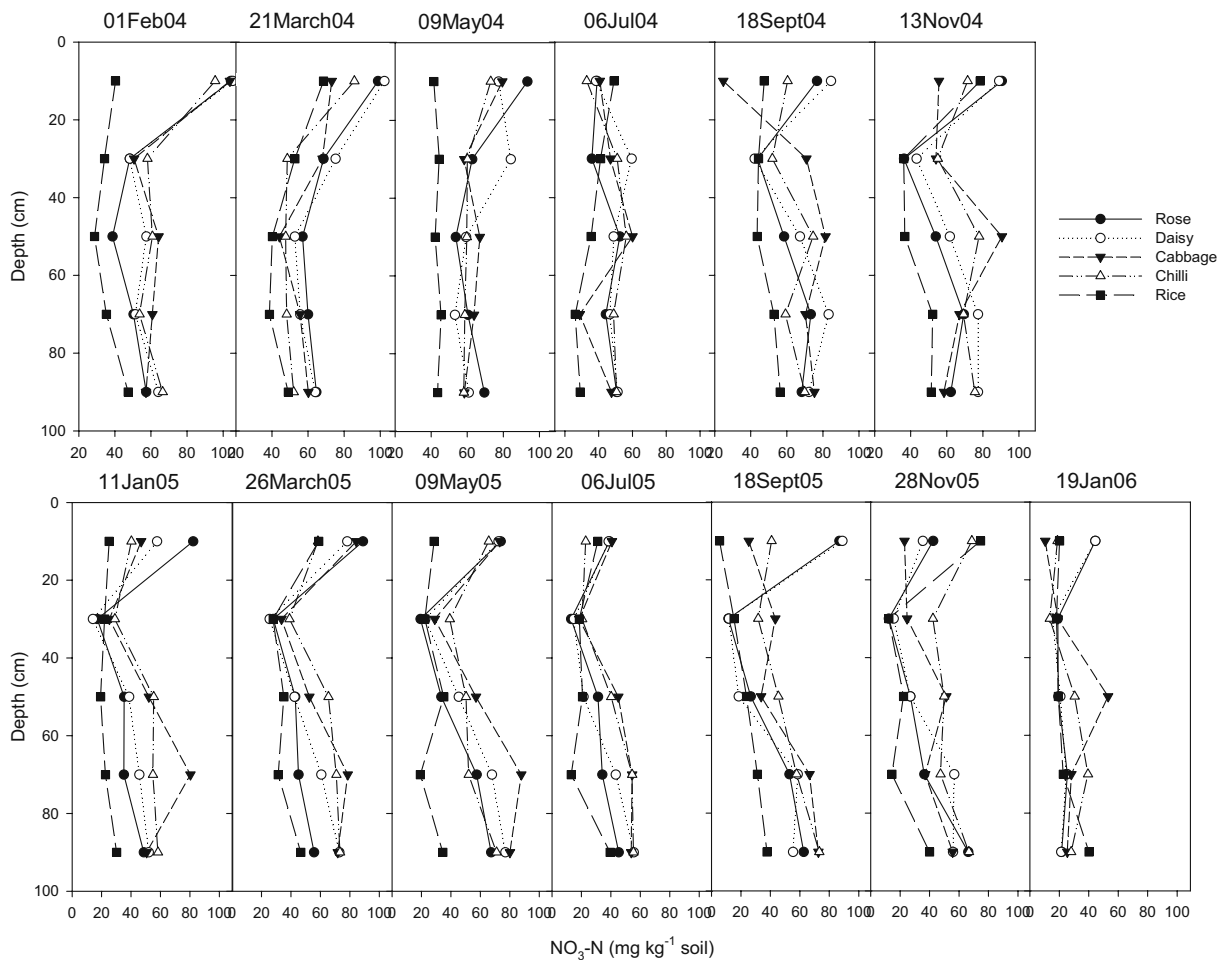 01Feb04 21March04 09May04 06Jul04 18Sept04 13Nov04
0
20
40
60
80
100
Depth (cm)
Rose
Daisy
Cabbage
Chilli
Rice
20 40 60 80 100 20 40 60 80 100 20 40 60 80 100 20 40 60 80 100 20 40 60 80 100 20 40 60 80 100
11Jan05 26March05 09May05 06Jul05 18Sept05 28Nov05 19Jan06
0
20
40
60
80
100
Depth (cm)
0 20 40 60 80 100 0 20 40 60 80 100 0 20 40 60 80 100 0 20 40 60 80 100 0 20 40 60 80 100 0 20 40 60 80 100 0 20 40 60 80 100
NO₃-N (mg kg⁻¹ soil)